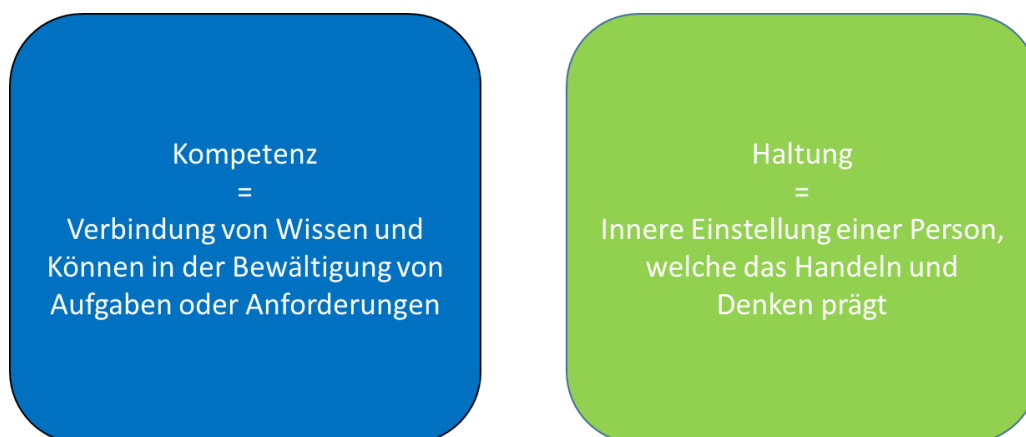 Kompetenz
=
Verbindung von Wissen und
Können in der Bewältigung von
Aufgaben oder Anforderungen
Haltung
=
Innere Einstellung einer Person,
welche das Handeln und
Denken prägt